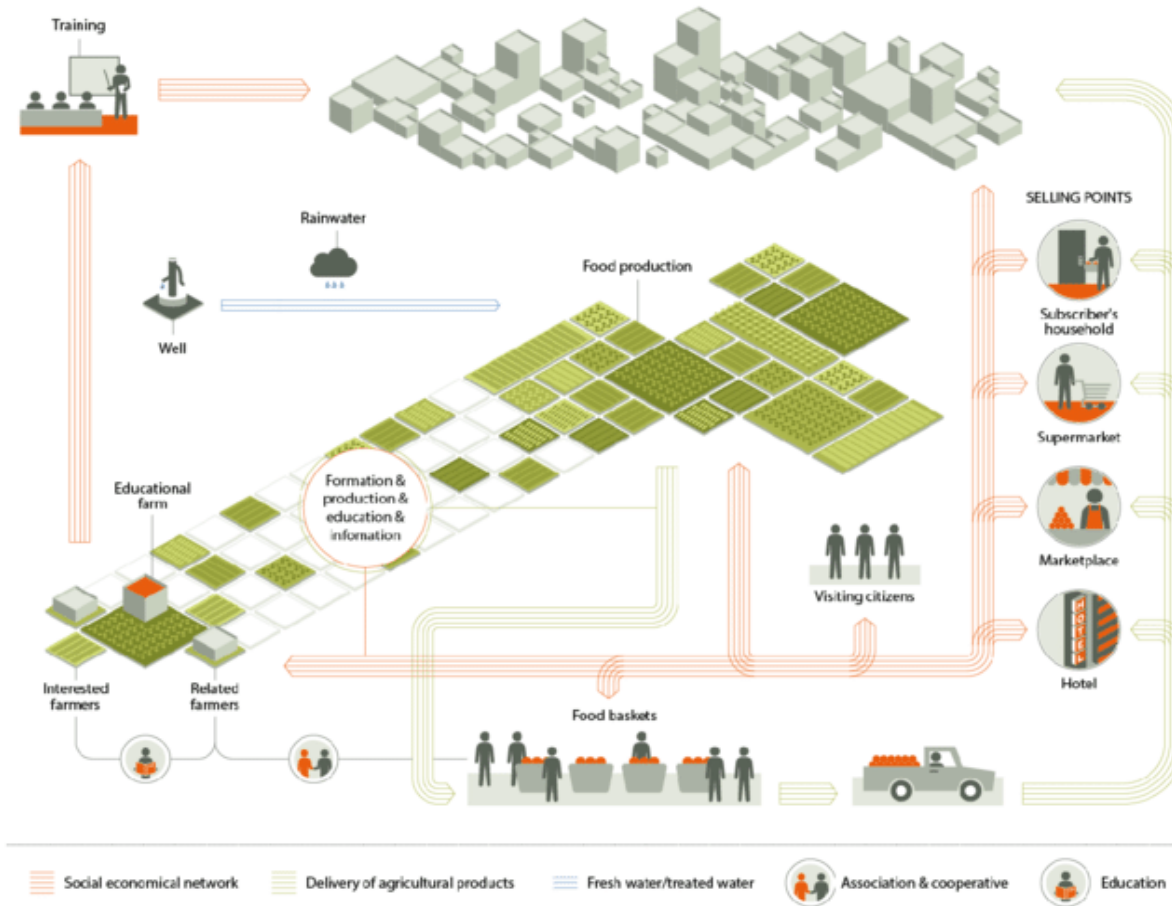 Training
SELLING POINTS
Rainwater
Food production
Well
Subscriber's
household
Supermarket
Educational
farm
Formation &
production &
education &
infomation
Marketplace
Visiting citizens
HOTEL
Hotel
Interested
farmers
Related
farmers
Food baskets
Social economical network
Delivery of agricultural products
Fresh water/treated water
Association & cooperative
Education